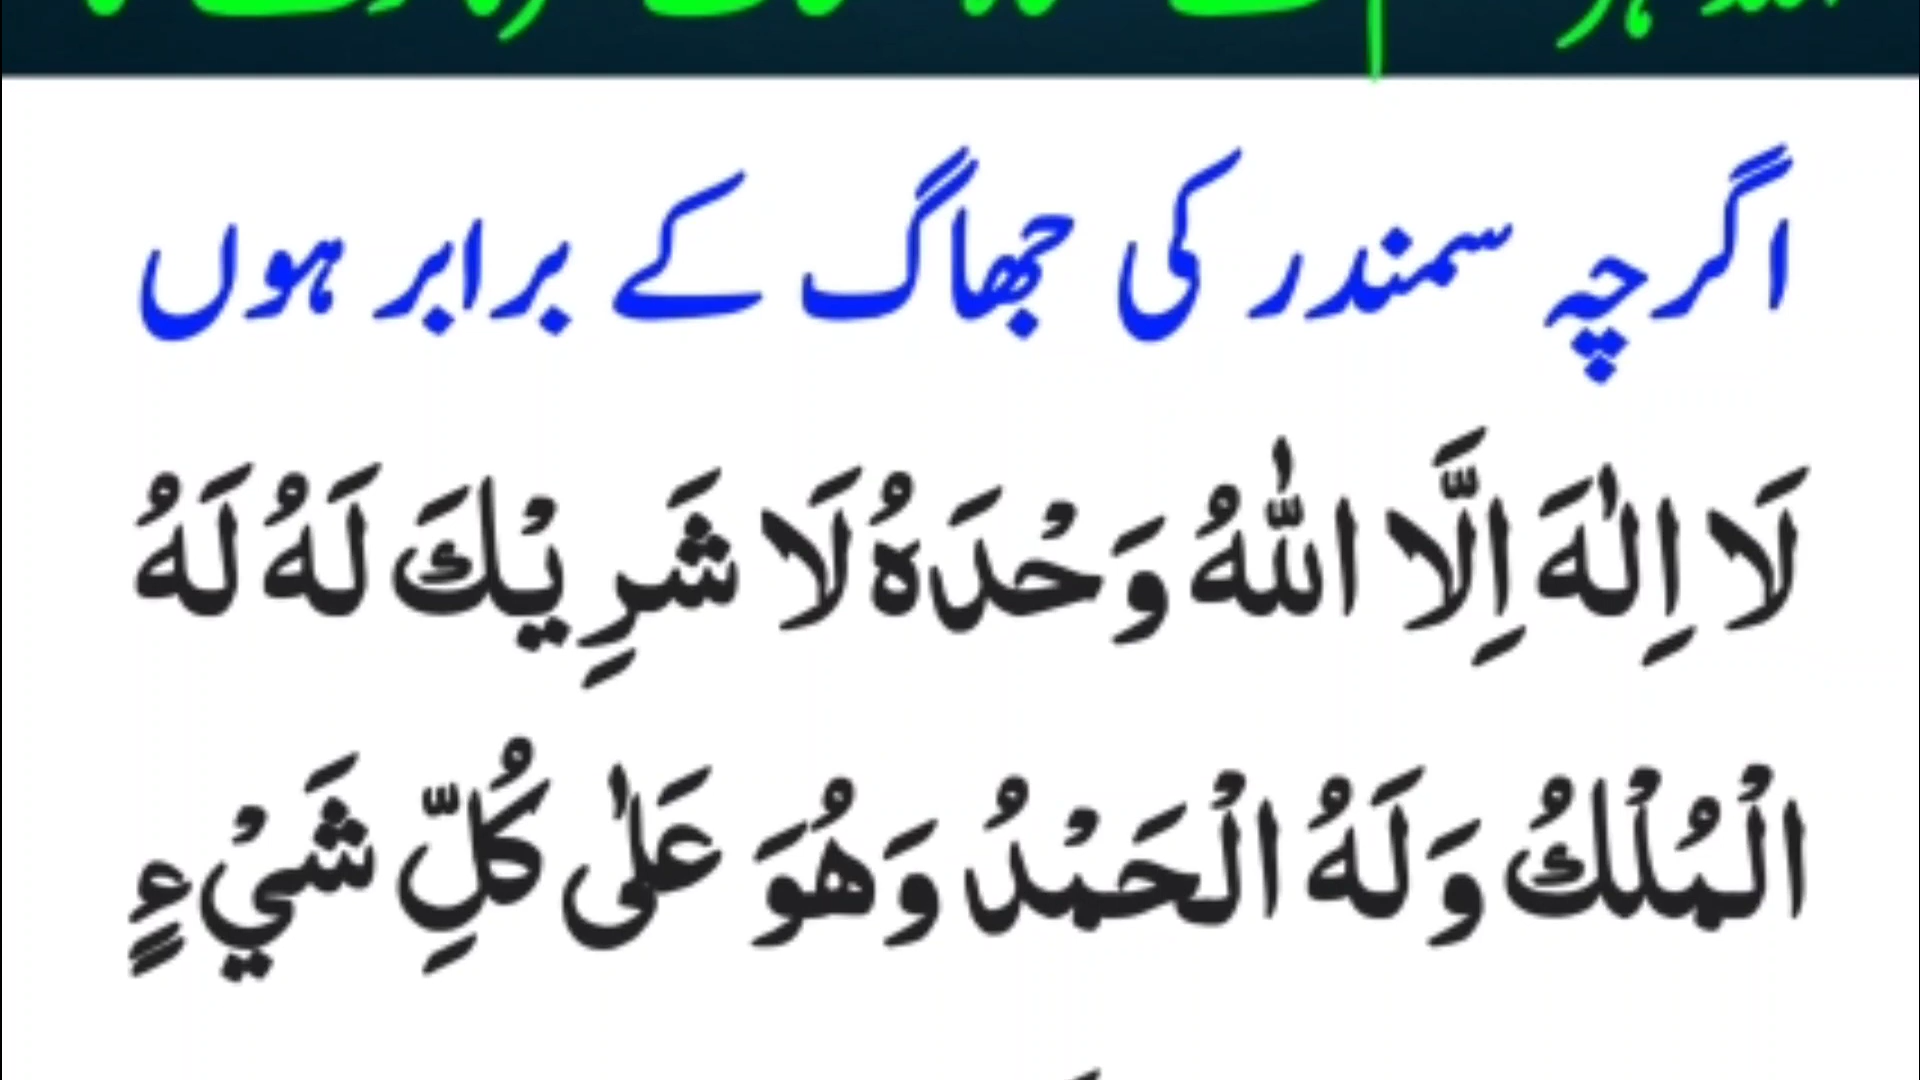 اگرچہ سمندر کی جھاگ کے برابر ہوں
لَا اِلٰهَ اِلَّا اللّٰهُ وَحْدَهُ لَا شَرِيْكَ لَهُ لَهُ
الْمُلْكُ وَلَهُ الْحَمْدُ وَهُوَ عَلٰى كُلِّ شَيْءٍ